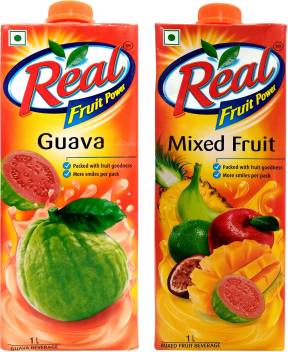 Real
Fruit Power
Guava
Packed with fruit goodness
More smiles per pack
1L
GUAVA BEVERAGE
Real
Fruit Power
Mixed Fruit
Packed with fruit goodness
More smiles per pack
1L
MIXED FRUIT BEVERAGE